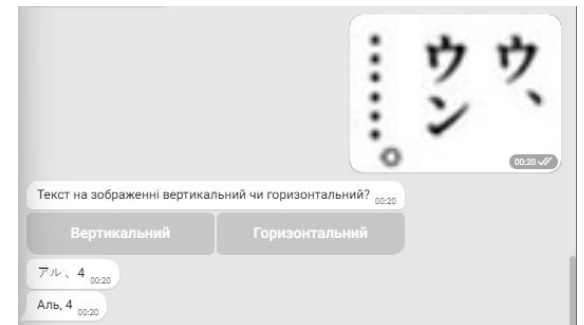 ウ、
ウン
……。
00:20
Текст на зображенні вертикальний чи горизонтальний? 00:20
Вертикальний Горизонтальний
アル、4 00:20
Аль, 4 00:20